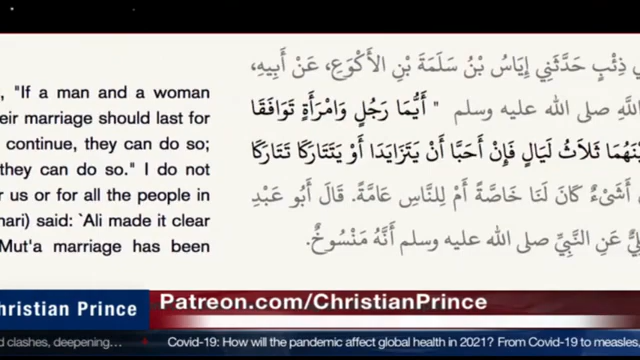 ي ذِئْبٍ حَدَّثَنِي إِيَاسُ بْنُ سَلَمَةَ بْنِ الأَكْوَعِ، عَنْ أَبِيهِ،
, "If a man and a woman
اللَّهِ صلى الله عليه وسلم " أَيُّمَا رَجُلٍ وَامْرَأَةٍ تَوَافَقَا
eir marriage should last for
continue, they can do so;
يْنَهُمَا ثَلاَثُ لَيَالٍ فَإِنْ أَحَبَّا أَنْ يَتَزَايَدَا أَوْ يَتَتَارَكَا تَتَارَكَا
they can do so." I do not
r us or for all the people in
أَشَىْءٌ كَانَ لَنَا خَاصَّةً أَمْ لِلنَّاسِ عَامَّةً. قَالَ أَبُو عَبْدِ
hari) said: `Ali made it clear
Mut'a marriage has been
لِيٌّ عَنِ النَّبِيِّ صلى الله عليه وسلم أَنَّهُ مَنْسُوخٌ.
hristian Prince
Patreon.com/ChristianPrince
d clashes, deepening...
Covid-19: How will the pandemic affect global health in 2021? From Covid-19 to measles,